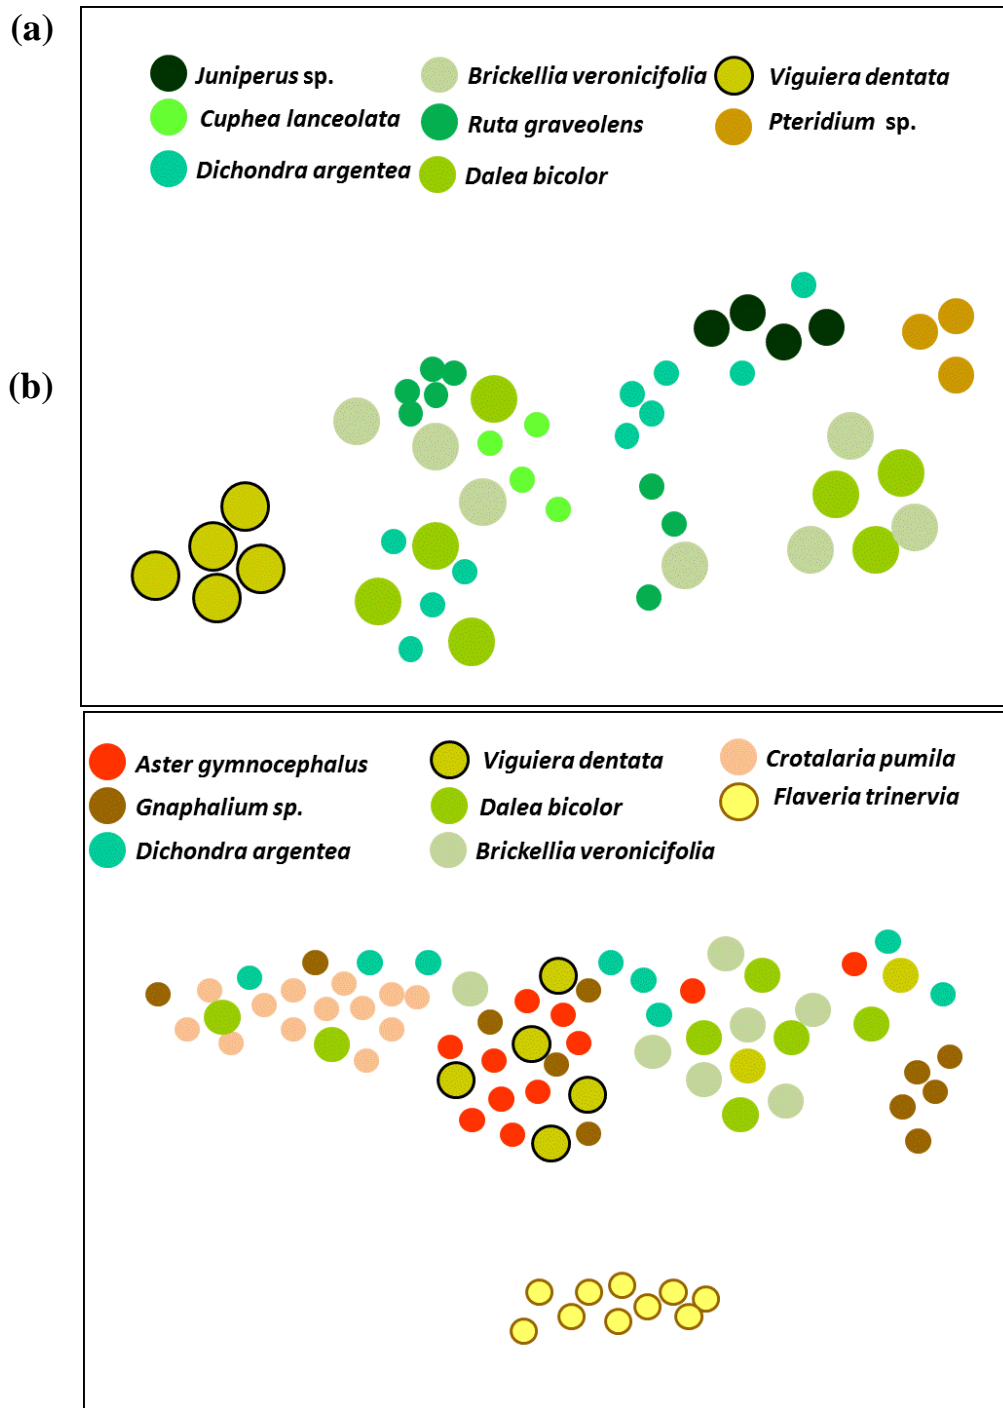 (a)
Juniperus sp.
Brickellia veronicifolia
Viguiera dentata
Cuphea lanceolata
Ruta graveolens
Pteridium sp.
Dichondra argentea
Dalea bicolor
(b)
Aster gymnocephalus
Viguiera dentata
Crotalaria pumila
Gnaphalium sp.
Dalea bicolor
Flaveria trinervia
Dichondra argentea
Brickellia veronicifolia